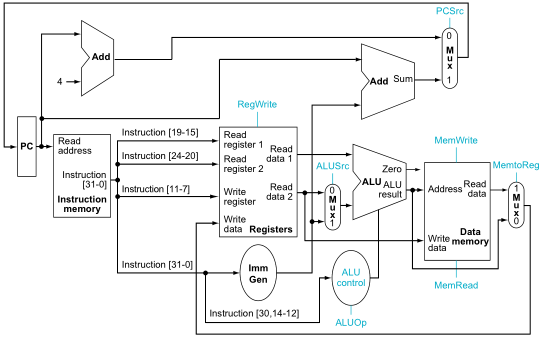 PCSrc
Add
4
0
Mux
1
Add Sum
RegWrite
PC
Read
address
Instruction
[31-0]
Instruction
memory
Instruction [19-15]
Instruction [24-20]
Instruction [11-7]
Read
register 1
Read
register 2
Write
register
Write
data
Read
data 1
Read
data 2
Registers
ALUSrc
0
Mux
1
Zero
ALU
ALU
result
MemWrite
Address
Read
data
Write
data
Data
memory
MemRead
MemtoReg
1
Mux
0
Instruction [31-0]
Imm
Gen
ALU
control
Instruction [30,14-12]
ALUOp